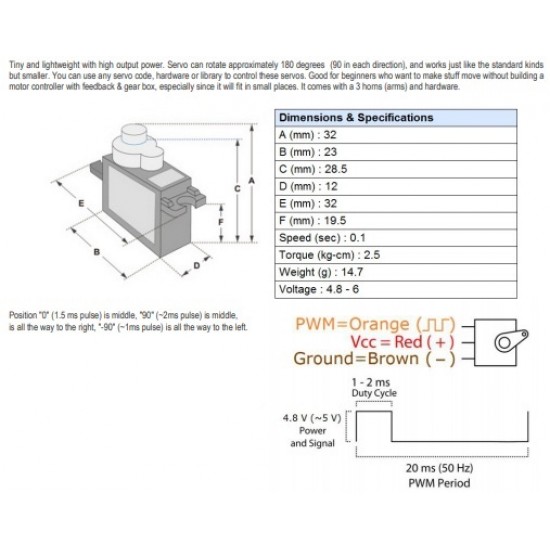 Tiny and lightweight with high output power. Servo can rotate approximately 180 degrees (90 in each direction), and works just like the standard kinds
but smaller. You can use any servo code, hardware or library to control these servos. Good for beginners who want to make stuff move without building a
motor controller with feedback & gear box, especially since it will fit in small places. It comes with a 3 horns (arms) and hardware.
A
C
E
F
B
D
Dimensions & Specifications
A (mm) : 32
B (mm) : 23
C (mm) : 28.5
D (mm) : 12
E (mm) : 32
F (mm) : 19.5
Speed (sec) : 0.1
Torque (kg-cm) : 2.5
Weight (g) : 14.7
Voltage : 4.8 - 6
Position "0" (1.5 ms pulse) is middle, "90" (~2ms pulse) is middle,
is all the way to the right, "-90" (~1ms pulse) is all the way to the left.
PWM=Orange (⎍⎍)
Vcc = Red (+)
Ground=Brown (−)
1 - 2 ms
Duty Cycle
4.8 V (~5 V)
Power
and Signal
20 ms (50 Hz)
PWM Period